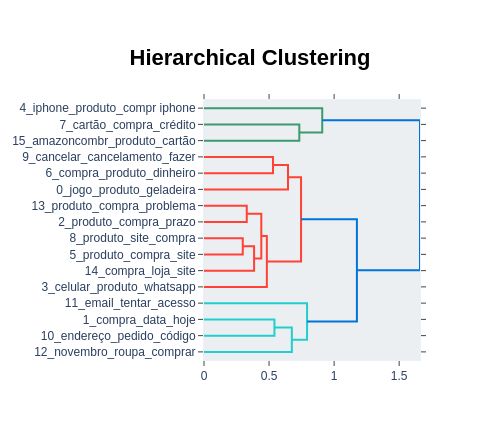 Hierarchical Clustering
4_iphone_produto_compr iphone
7_cartão_compra_crédito
15_amazoncombr_produto_cartão
9_cancelar_cancelamento_fazer
6_compra_produto_dinheiro
0_jogo_produto_geladeira
13_produto_compra_problema
2_produto_compra_prazo
8_produto_site_compra
5_produto_compra_site
14_compra_loja_site
3_celular_produto_whatsapp
11_email_tentar_acesso
1_compra_data_hoje
10_endereço_pedido_código
12_novembro_roupa_comprar
0 0.5 1 1.5